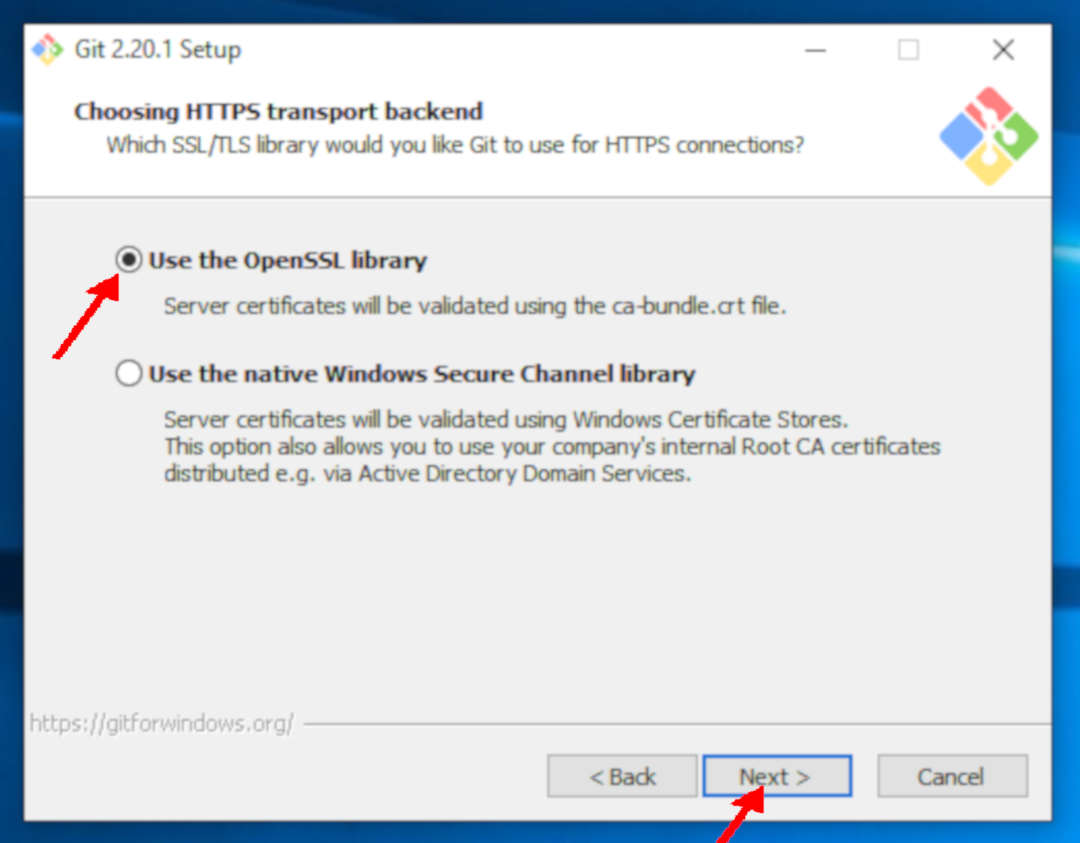 Git 2.20.1 Setup
Choosing HTTPS transport backend
Which SSL/TLS library would you like Git to use for HTTPS connections?
Use the OpenSSL library
Server certificates will be validated using the ca-bundle.crt file.
Use the native Windows Secure Channel library
Server certificates will be validated using Windows Certificate Stores.
This option also allows you to use your company's internal Root CA certificates
distributed e.g. via Active Directory Domain Services.
https://gitforwindows.org/
< Back
Next >
Cancel